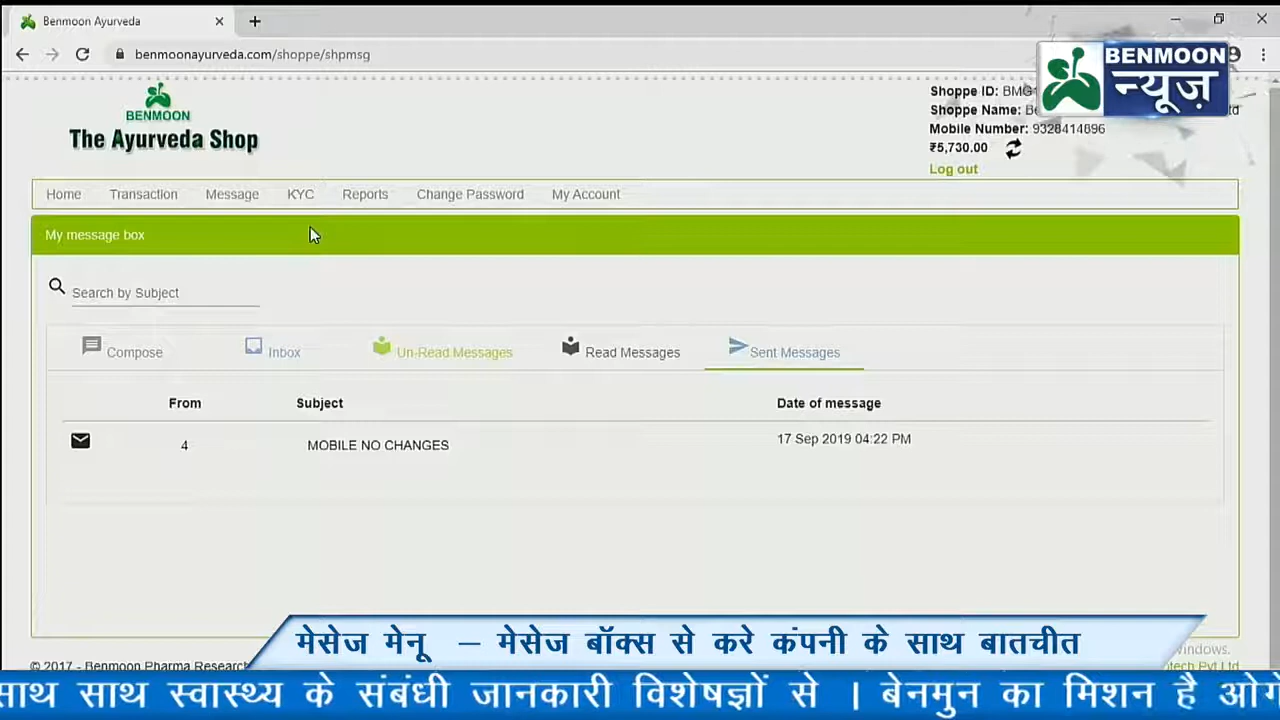 Benmoon Ayurveda
benmoonayurveda.com/shoppe/shpmsg
BENMOON
न्यूज़
BENMOON
The Ayurveda Shop
Shoppe ID:
Shoppe Name:
Mobile Number: 9328414896
₹5,730.00
Log out
Home Transaction Message KYC Reports Change Password My Account
My message box
Search by Subject
Compose Inbox Un-Read Messages Read Messages Sent Messages
From Subject Date of message
4 MOBILE NO CHANGES 17 Sep 2019 04:22 PM
मेसेज मेनू – मेसेज बॉक्स से करे कंपनी के साथ बातचीत
© 2017 - Benmoon Pharma Research
Pvt.Ltd
साथ साथ स्वास्थ्य के संबंधी जानकारी विशेषज्ञों से । बेनमुन का मिशन है